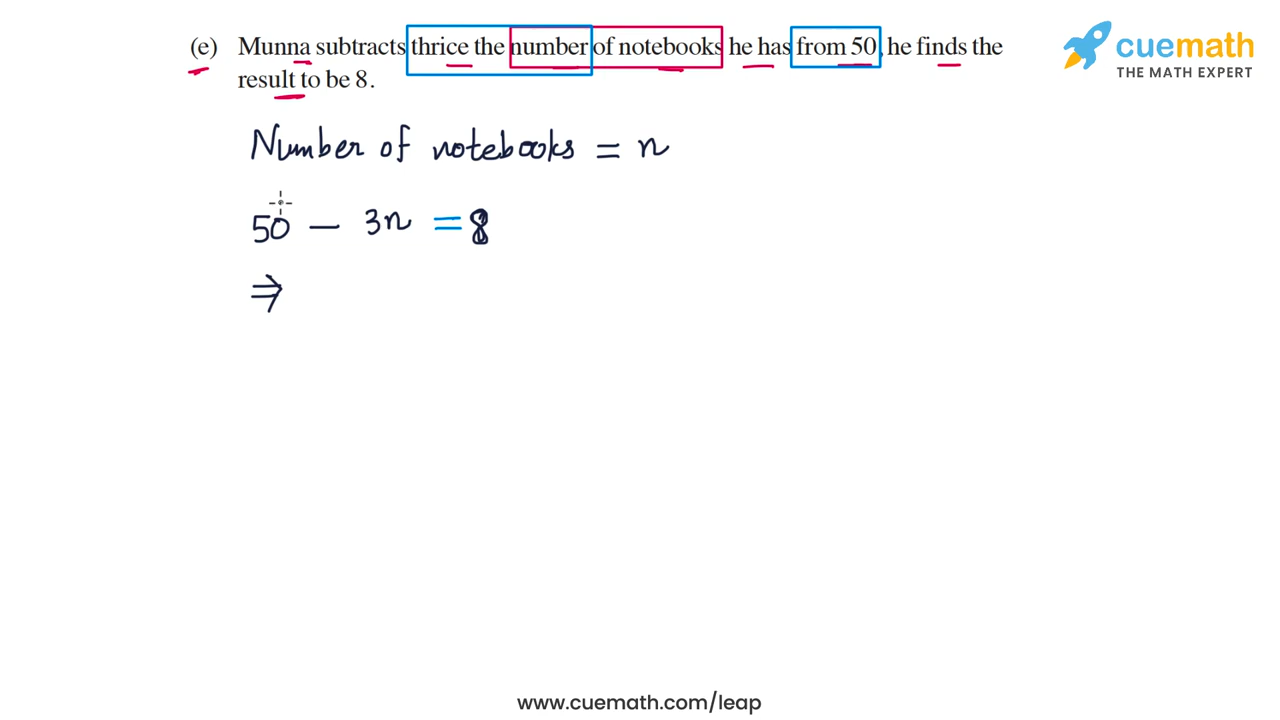 (e) Munna subtracts thrice the number of notebooks he has from 50, he finds the
result to be 8.
cuemath
THE MATH EXPERT
Number of notebooks = n
50 – 3n = 8
⇒
www.cuemath.com/leap